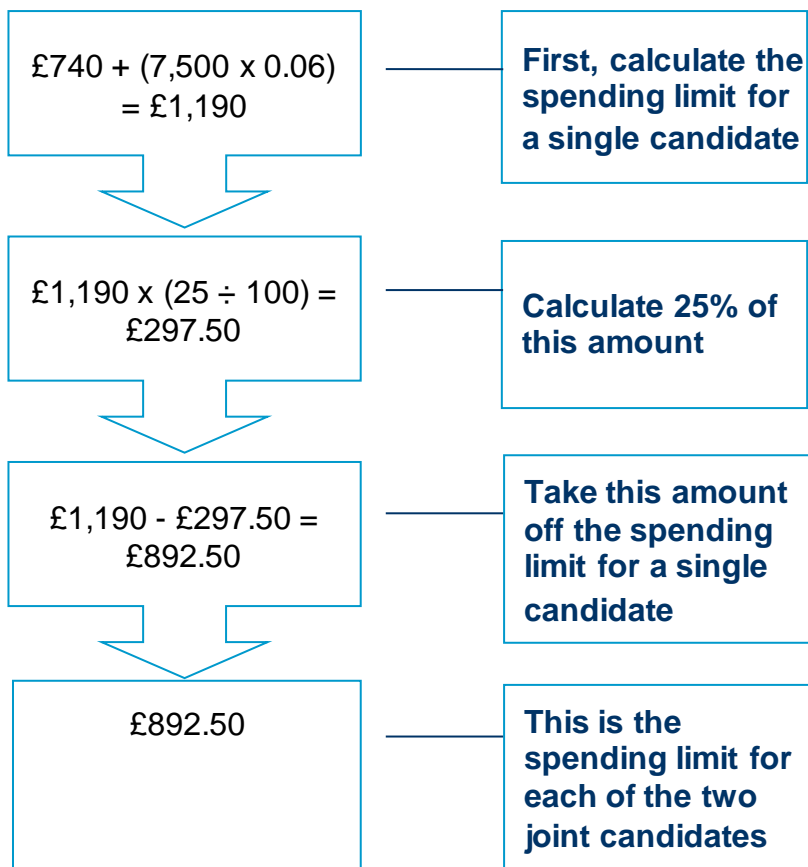 £740 + (7,500 x 0.06)
= £1,190
First, calculate the
spending limit for
a single candidate
£1,190 x (25 ÷ 100) =
£297.50
Calculate 25% of
this amount
£1,190 - £297.50 =
£892.50
Take this amount
off the spending
limit for a single
candidate
£892.50
This is the
spending limit for
each of the two
joint candidates